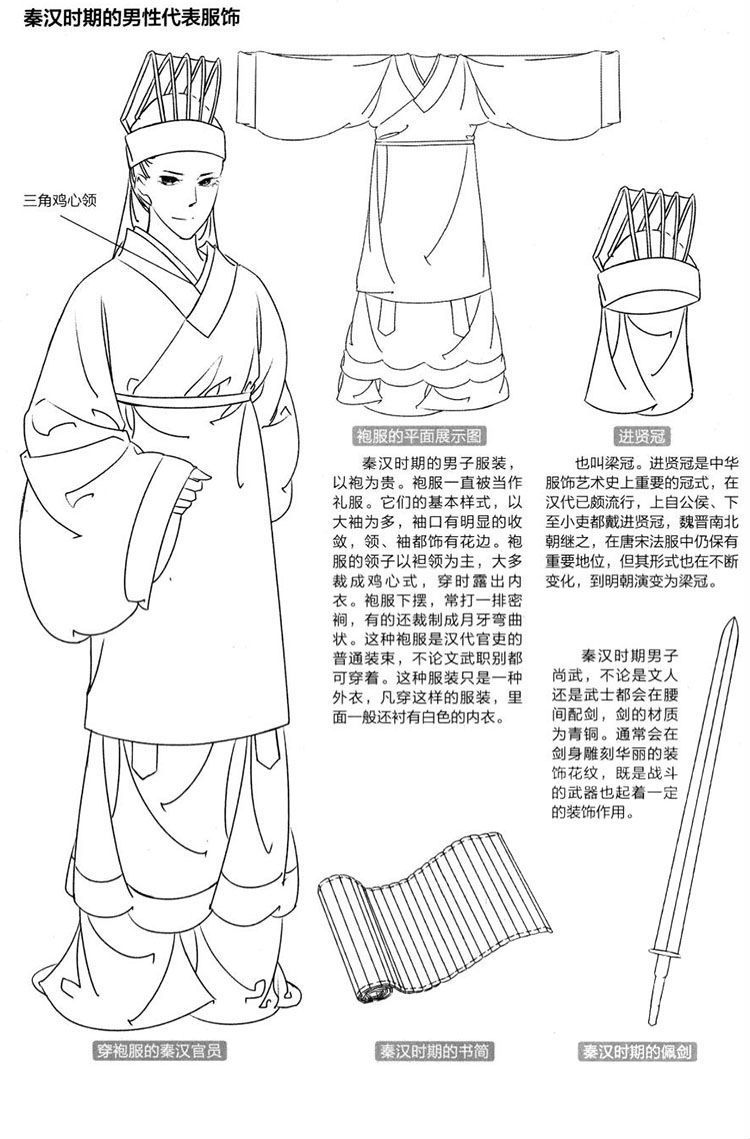 秦汉时期的男性代表服饰
三角鸡心领
袍服的平面展示图
秦汉时期的男子服装，
以袍为贵。袍服一直被当作
礼服。它们的基本样式，以
大袖为多，袖口有明显的收
敛，领、袖都饰有花边。袍
服的领子以袒领为主，大多
裁成鸡心式，穿时露出内
衣。袍服下摆，常打一排密
裥，有的还裁制成月牙弯曲
状。这种袍服是汉代官吏的
普通装束，不论文武职别都
可穿着。这种服装只是一种
外衣，凡穿这样的服装，里
面一般还衬有白色的内衣。
进贤冠
也叫梁冠。进贤冠是中华
服饰艺术史上重要的冠式，在
汉代已颇流行，上自公侯、下
至小吏都戴进贤冠，魏晋南北
朝继之，在唐宋法服中仍保有
重要地位，但其形式也在不断
变化，到明朝演变为梁冠。
秦汉时期男子
尚武，不论是文人
还是武士都会在腰
间配剑，剑的材质
为青铜。通常会在
剑身雕刻华丽的装
饰花纹，既是战斗
的武器也起着一定
的装饰作用。
穿袍服的秦汉官员
秦汉时期的书简
秦汉时期的佩剑